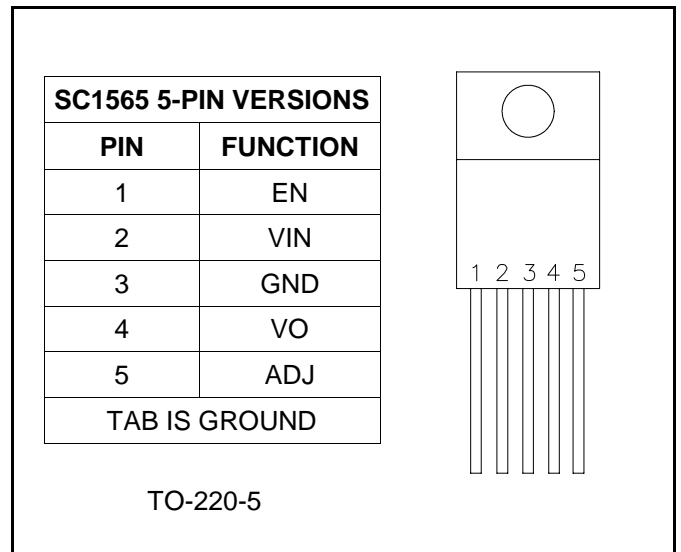 SC1565 5-PIN VERSIONS
PIN FUNCTION
1 EN
2 VIN
3 GND
4 VO
5 ADJ
TAB IS GROUND
TO-220-5
1 2 3 4 5